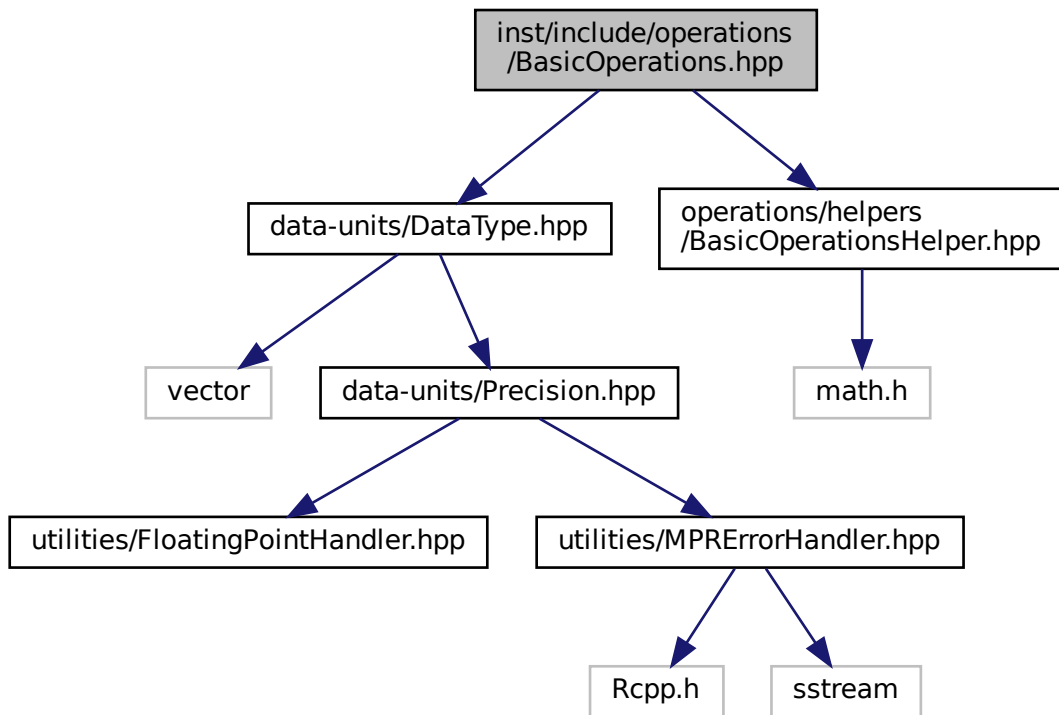 inst/include/operations
/BasicOperations.hpp
data-units/DataType.hpp
operations/helpers
/BasicOperationsHelper.hpp
vector
data-units/Precision.hpp
math.h
utilities/FloatingPointHandler.hpp
utilities/MPRErrorHandler.hpp
Rcpp.h
sstream